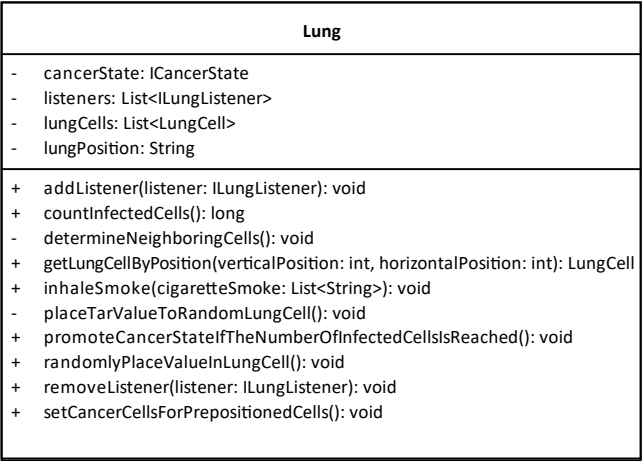 Lung
- cancerState: ICancerState
- listeners: List<ILungListener>
- lungCells: List<LungCell>
- lungPosition: String
+ addListener(listener: ILungListener): void
+ countInfectedCells(): long
- determineNeighboringCells(): void
+ getLungCellByPosition(verticalPosition: int, horizontalPosition: int): LungCell
+ inhaleSmoke(cigaretteSmoke: List<String>): void
- placeTarValueToRandomLungCell(): void
+ promoteCancerStateIfTheNumberOfInfectedCellsIsReached(): void
+ randomlyPlaceValueInLungCell(): void
+ removeListener(listener: ILungListener): void
+ setCancerCellsForPrepositionedCells(): void